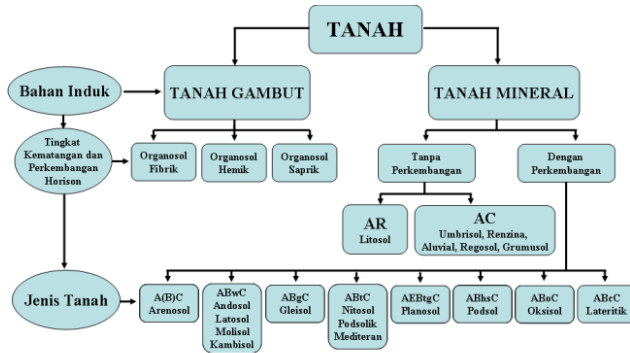 TANAH
Bahan Induk
TANAH GAMBUT
TANAH MINERAL
Tingkat
Kematangan dan
Perkembangan
Horison
Organosol
Fibrik
Organosol
Hemik
Organosol
Saprik
Tanpa
Perkembangan
Dengan
Perkembangan
AR
Litosol
AC
Umbrisol, Renzina,
Aluvial, Regosol, Grumusol
Jenis Tanah
A(B)C
Arenosol
ABwC
Andosol
Latosol
Molisol
Kambisol
ABgC
Gleisol
ABtC
Nitosol
Podsolik
Mediteran
AEBtgC
Planosol
ABhsC
Podsol
ABoC
Oksisol
ABcC
Lateritik